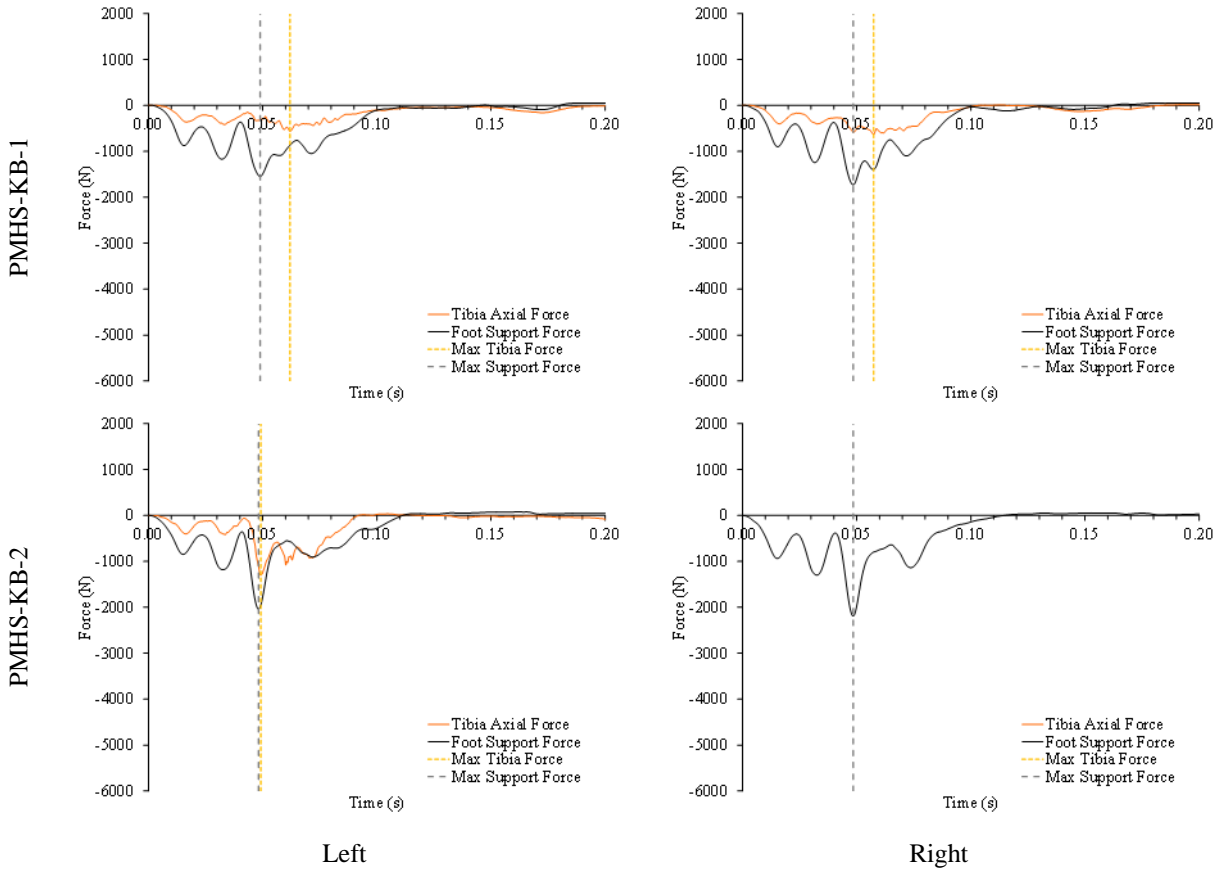 PMHS-KB-1
2000
1000
0
-1000
-2000
-3000
-4000
-5000
-6000
Force (N)
0.00 0.05 0.10 0.15 0.20
Time (s)
Tibia Axial Force
Foot Support Force
Max Tibia Force
Max Support Force
2000
1000
0
-1000
-2000
-3000
-4000
-5000
-6000
Force (N)
0.00 0.05 0.10 0.15 0.20
Time (s)
Tibia Axial Force
Foot Support Force
Max Tibia Force
Max Support Force
PMHS-KB-2
2000
1000
0
-1000
-2000
-3000
-4000
-5000
-6000
Force (N)
0.00 0.05 0.10 0.15 0.20
Time (s)
Tibia Axial Force
Foot Support Force
Max Tibia Force
Max Support Force
2000
1000
0
-1000
-2000
-3000
-4000
-5000
-6000
Force (N)
0.00 0.05 0.10 0.15 0.20
Time (s)
Tibia Axial Force
Foot Support Force
Max Tibia Force
Max Support Force
Left
Right